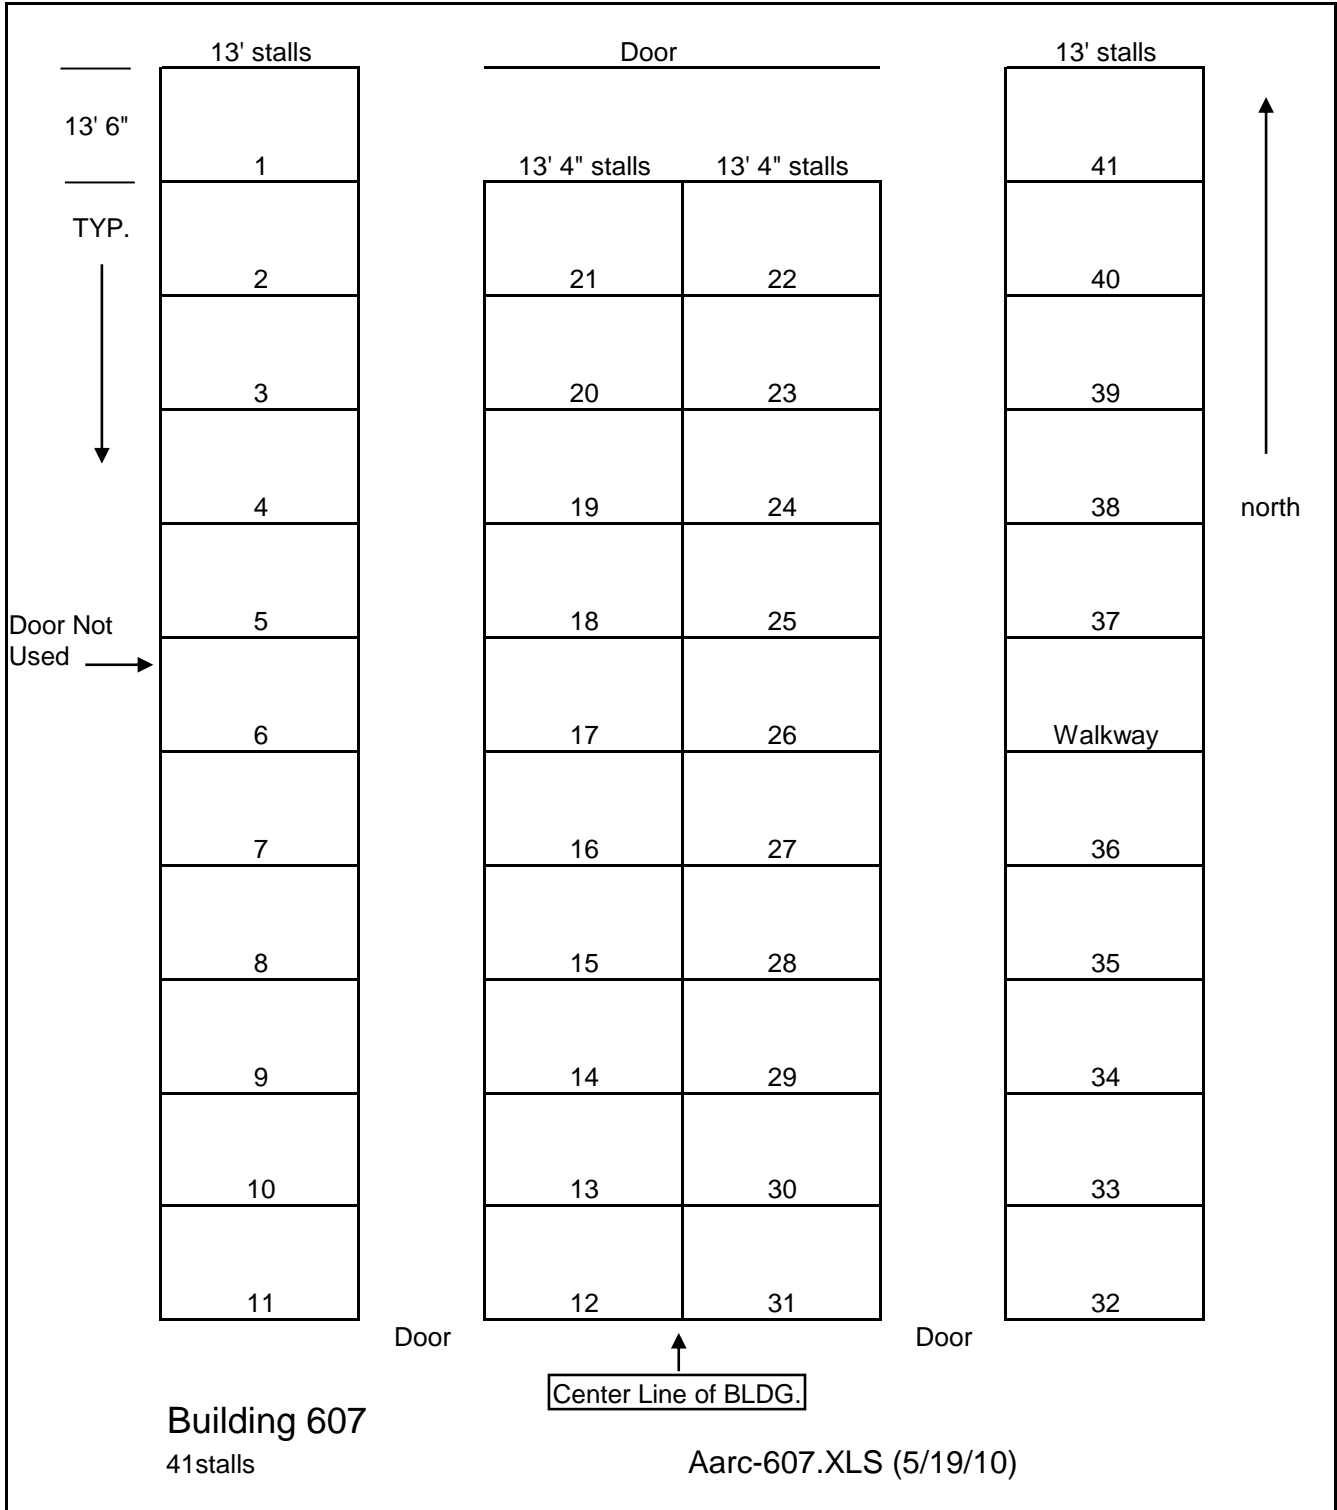 13' stalls Door 13' stalls
13' 6"
1 13' 4" stalls 13' 4" stalls 41
TYP.
2 21 22 40
3 20 23 39
4 19 24 38 north
5 18 25 37
Door Not
Used
6 17 26 Walkway
7 16 27 36
8 15 28 35
9 14 29 34
10 13 30 33
11 12 31 32
Door Door
Center Line of BLDG.
Building 607
41stalls Aarc-607.XLS (5/19/10)